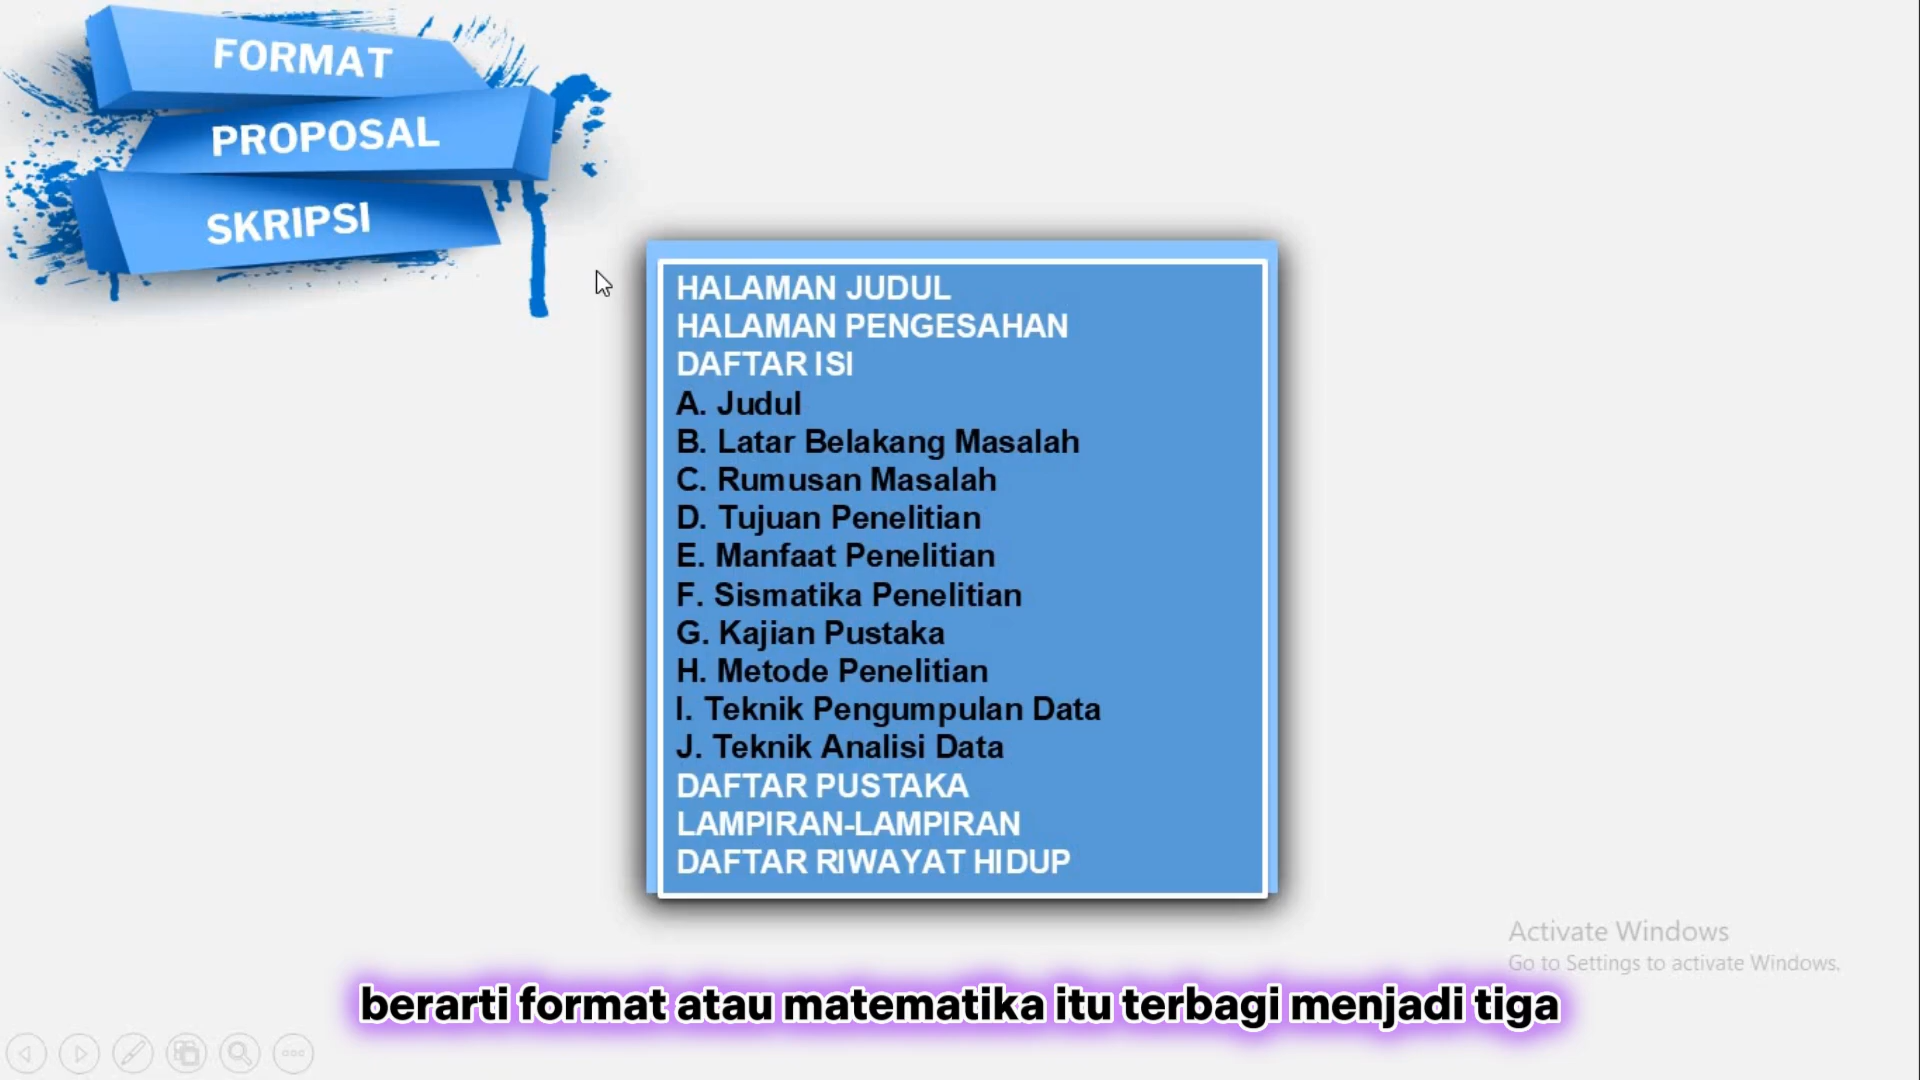 FORMAT
PROPOSAL
SKRIPSI
HALAMAN JUDUL
HALAMAN PENGESAHAN
DAFTAR ISI
A. Judul
B. Latar Belakang Masalah
C. Rumusan Masalah
D. Tujuan Penelitian
E. Manfaat Penelitian
F. Sismatika Penelitian
G. Kajian Pustaka
H. Metode Penelitian
I. Teknik Pengumpulan Data
J. Teknik Analisi Data
DAFTAR PUSTAKA
LAMPIRAN-LAMPIRAN
DAFTAR RIWAYAT HIDUP
Activate Windows
Go to Settings to activate Windows.
berarti format atau matematika itu terbagi menjadi tiga